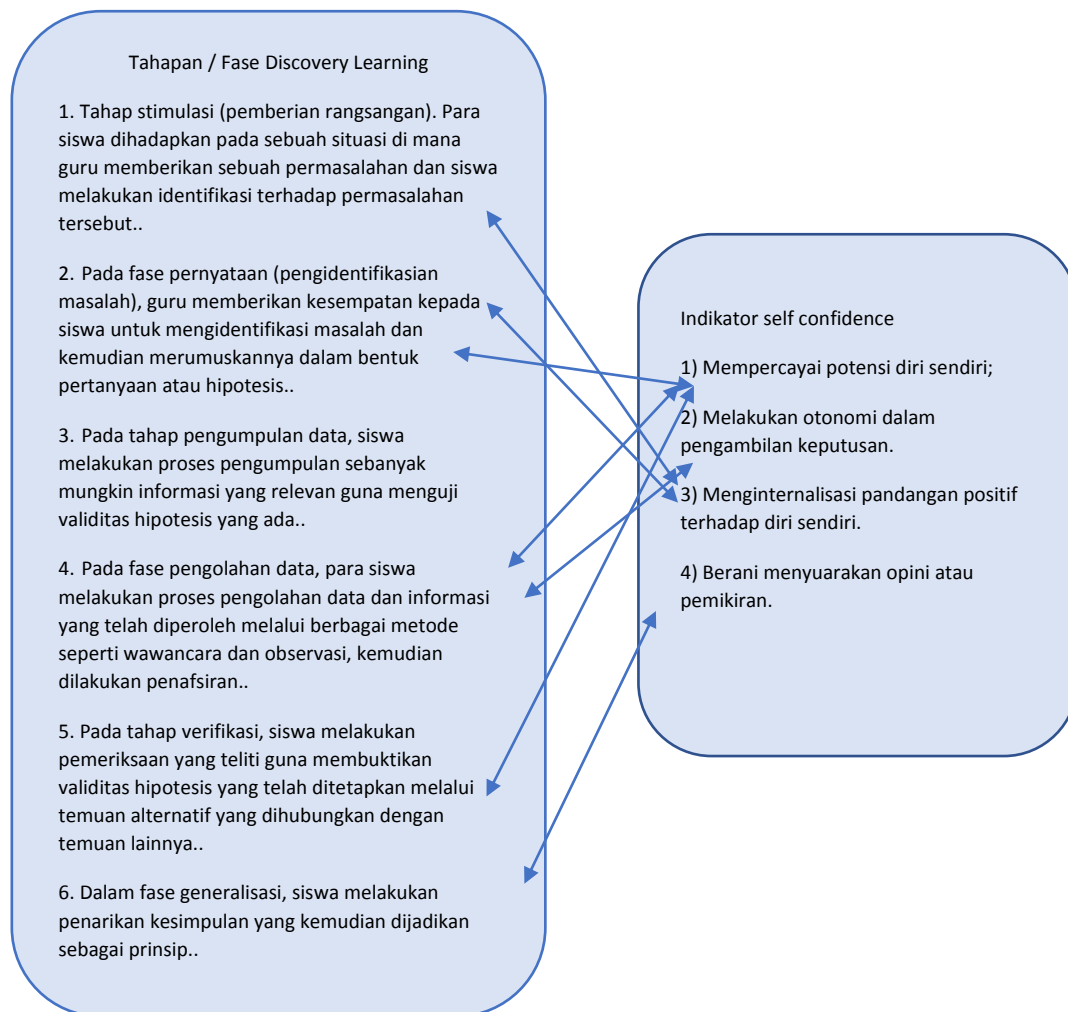 Tahapan / Fase Discovery Learning
1. Tahap stimulasi (pemberian rangsangan). Para
siswa dihadapkan pada sebuah situasi di mana
guru memberikan sebuah permasalahan dan siswa
melakukan identifikasi terhadap permasalahan
tersebut..
2. Pada fase pernyataan (pengidentifikasian
masalah), guru memberikan kesempatan kepada
siswa untuk mengidentifikasi masalah dan
kemudian merumuskannya dalam bentuk
pertanyaan atau hipotesis..
3. Pada tahap pengumpulan data, siswa
melakukan proses pengumpulan sebanyak
mungkin informasi yang relevan guna menguji
validitas hipotesis yang ada..
4. Pada fase pengolahan data, para siswa
melakukan proses pengolahan data dan informasi
yang telah diperoleh melalui berbagai metode
seperti wawancara dan observasi, kemudian
dilakukan penafsiran..
5. Pada tahap verifikasi, siswa melakukan
pemeriksaan yang teliti guna membuktikan
validitas hipotesis yang telah ditetapkan melalui
temuan alternatif yang dihubungkan dengan
temuan lainnya..
6. Dalam fase generalisasi, siswa melakukan
penarikan kesimpulan yang kemudian dijadikan
sebagai prinsip..
Indikator self confidence
1) Mempercayai potensi diri sendiri;
2) Melakukan otonomi dalam
pengambilan keputusan.
3) Menginternalisasi pandangan positif
terhadap diri sendiri.
4) Berani menyuarakan opini atau
pemikiran.